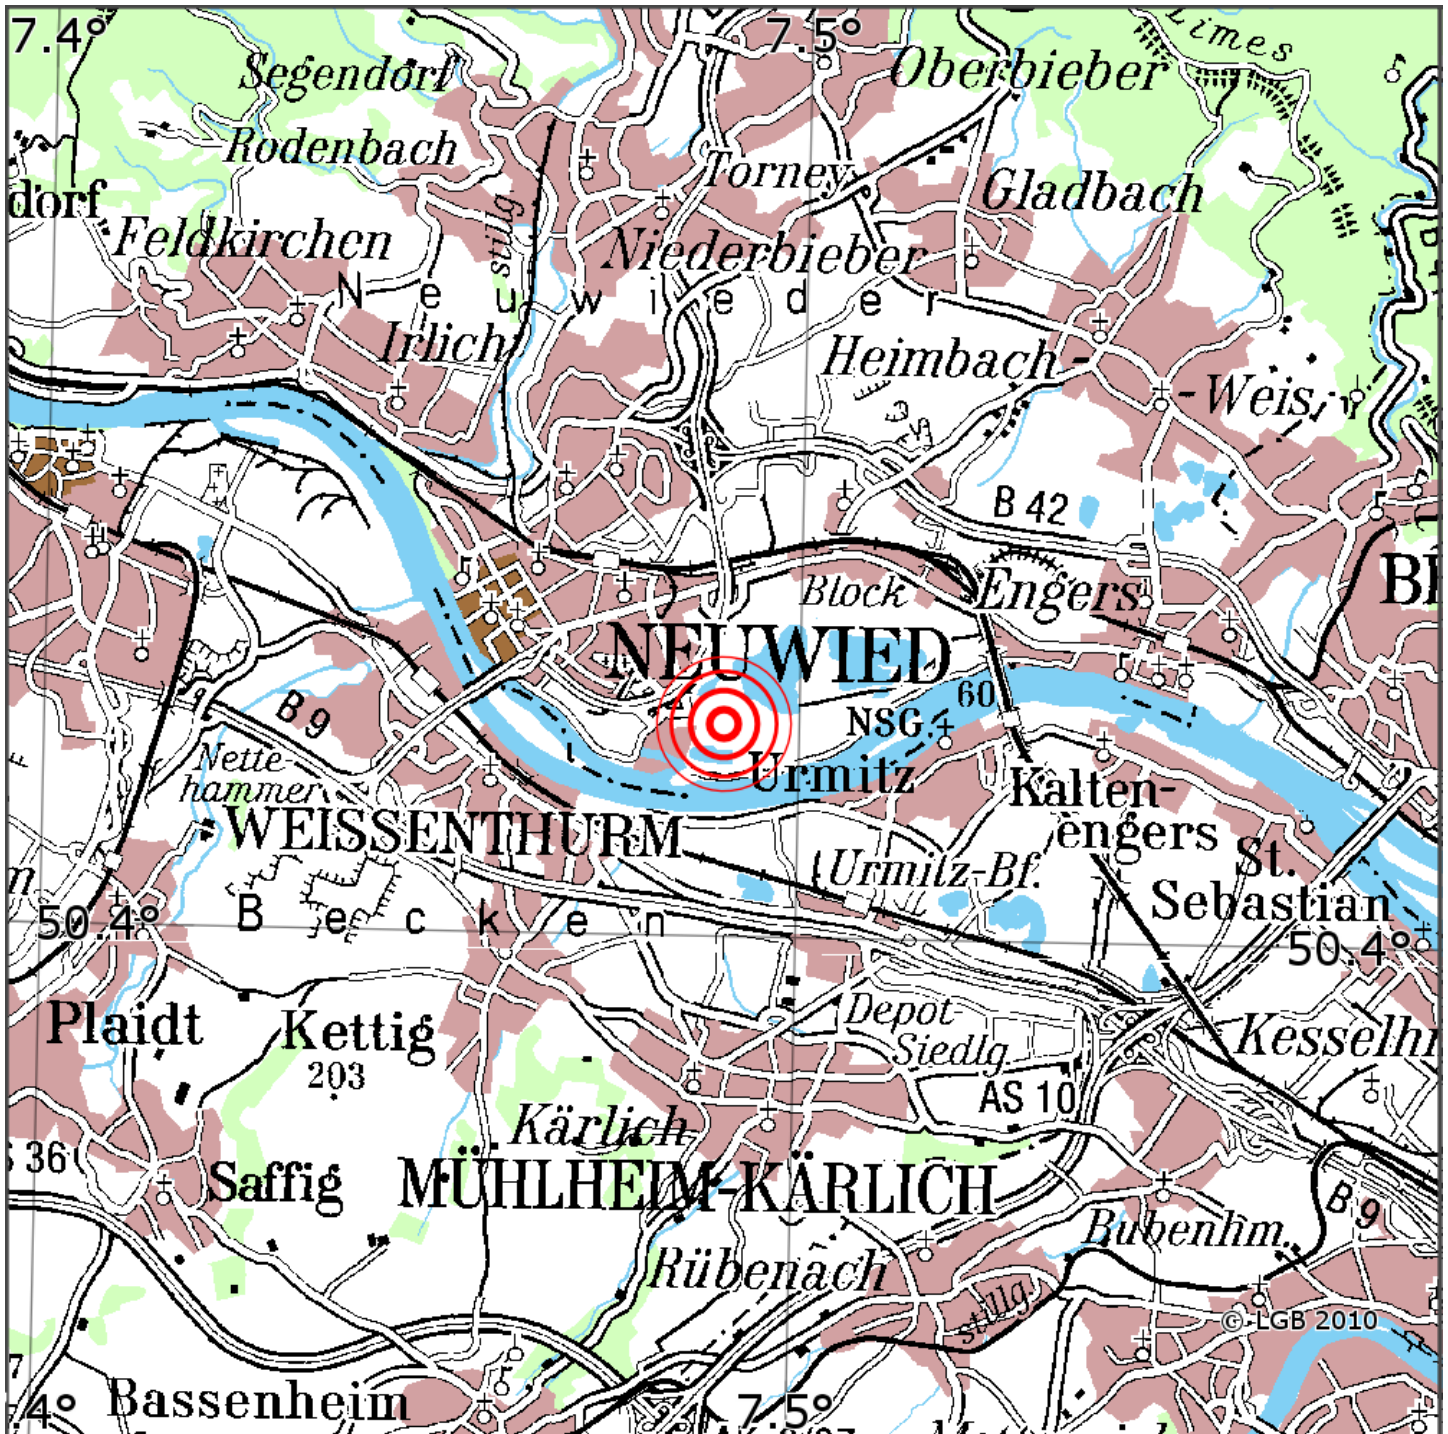 7.4°
7.5°
Limes
Segendorf
Oberbieber
Rodenbach
Torney
Gladbach
dorf
stillg
Feldkirchen
Niederbieber
Neuwieder
Irlich
Heimbach-
-Weis
B 42
Block
Engers
NEUWIED
60
B 9
NSG
Nette-
hammer
Urmitz
Kalten-
engers
WEISSENTHURM
Urmitz-Bf.
St.
Sebastian
50.4°
Becken
50.4°
Plaidt
Kettig
203
Depot
Siedlg
Kesselh
AS 10
Kärlich
36
Saffig
MÜHLHEIM-KÄRLICH
B 9
Bubenhm.
Rübenach
stillg.
© LGB 2010
Bassenheim
.4°
7.5°